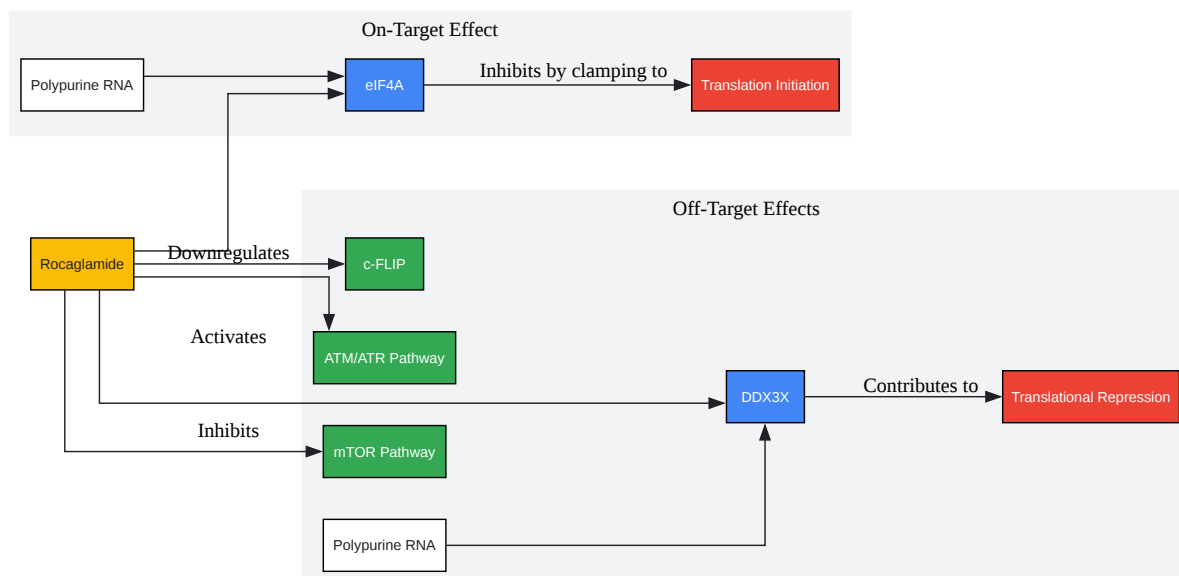 On-Target Effect
Polypurine RNA
eIF4A
Inhibits by clamping to
Translation Initiation
Off-Target Effects
Rocaglamide
Downregulates
c-FLIP
Activates
ATM/ATR Pathway
DDX3X
Contributes to
Translational Repression
Inhibits
mTOR Pathway
Polypurine RNA